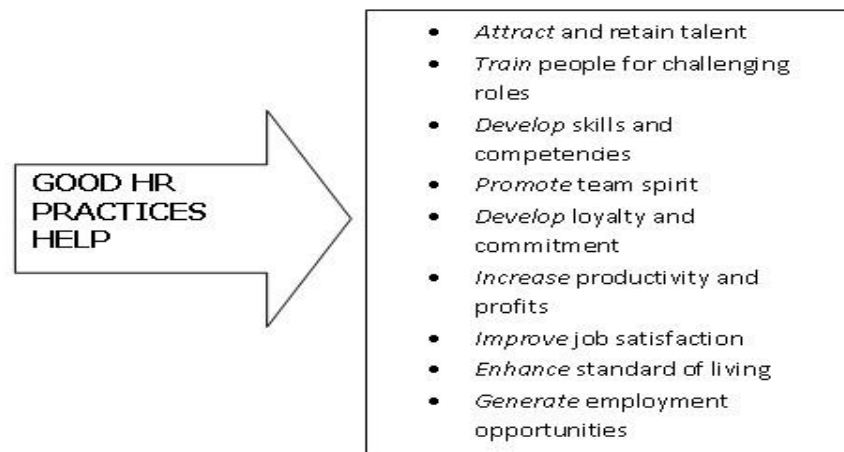 GOOD HR
PRACTICES
HELP
• Attract and retain talent
• Train people for challenging
roles
• Develop skills and
competencies
• Promote team spirit
• Develop loyalty and
commitment
• Increase productivity and
profits
• Improve job satisfaction
• Enhance standard of living
• Generate employment
opportunities